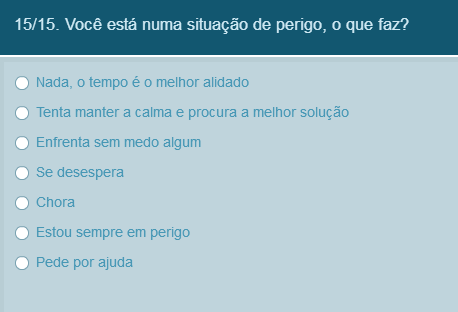 15/15. Você está numa situação de perigo, o que faz?
Nada, o tempo é o melhor alidado
Tenta manter a calma e procura a melhor solução
Enfrenta sem medo algum
Se desespera
Chora
Estou sempre em perigo
Pede por ajuda